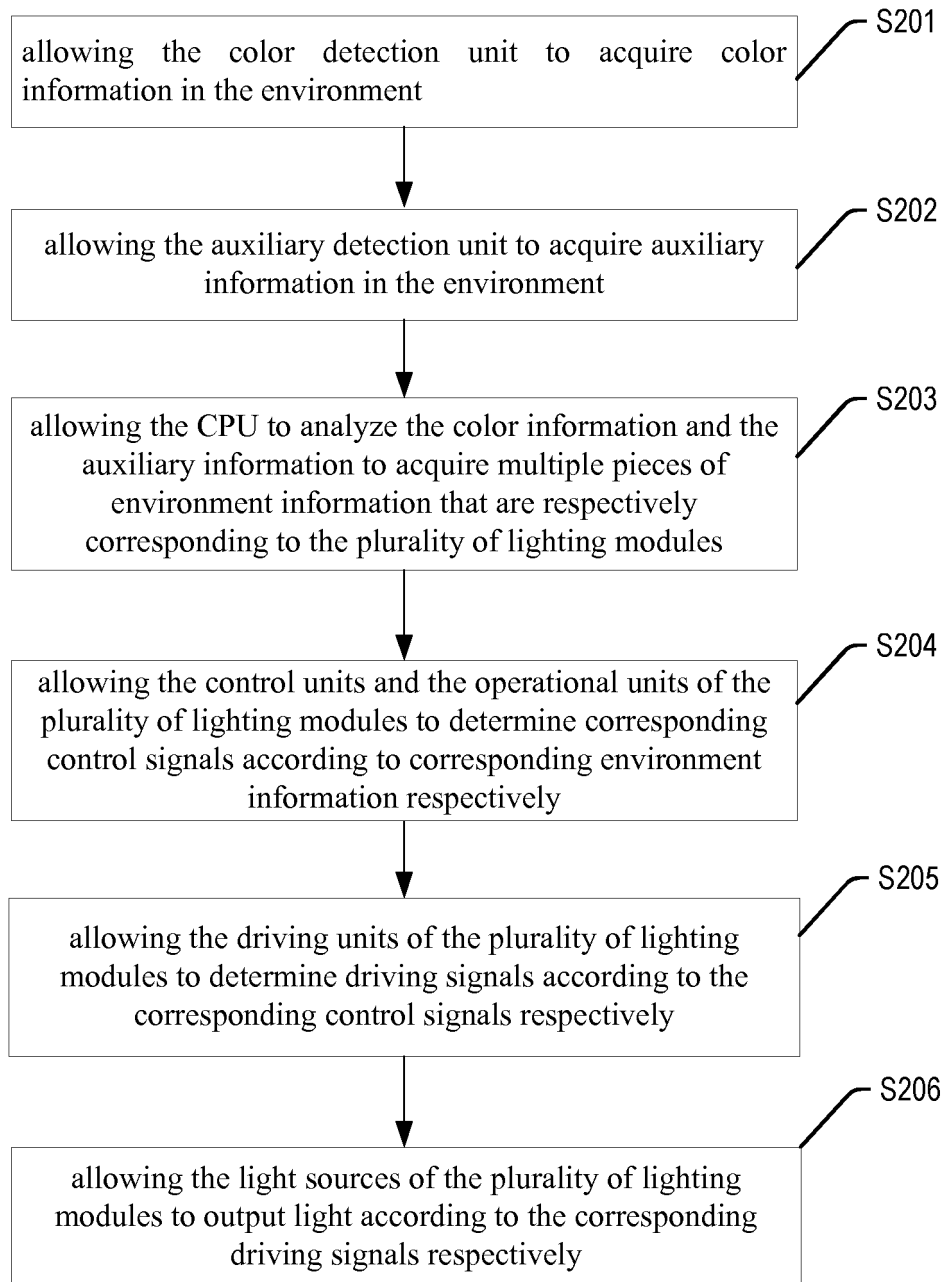 S201
allowing the color detection unit to acquire color
information in the environment
S202
allowing the auxiliary detection unit to acquire auxiliary
information in the environment
S203
allowing the CPU to analyze the color information and the
auxiliary information to acquire multiple pieces of
environment information that are respectively
corresponding to the plurality of lighting modules
S204
allowing the control units and the operational units of the
plurality of lighting modules to determine corresponding
control signals according to corresponding environment
information respectively
S205
allowing the driving units of the plurality of lighting
modules to determine driving signals according to the
corresponding control signals respectively
S206
allowing the light sources of the plurality of lighting
modules to output light according to the corresponding
driving signals respectively